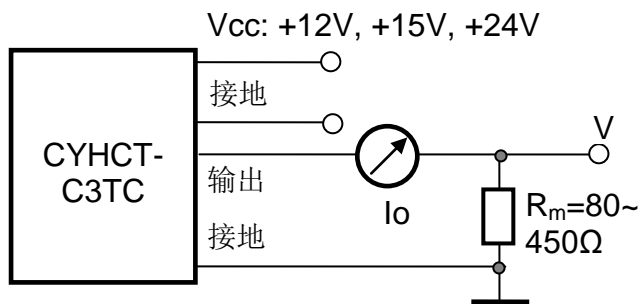 Vcc: +12V, +15V, +24V
接地
CYHCT-
C3TC
输出
接地
Io
V
Rm=80~
450Ω